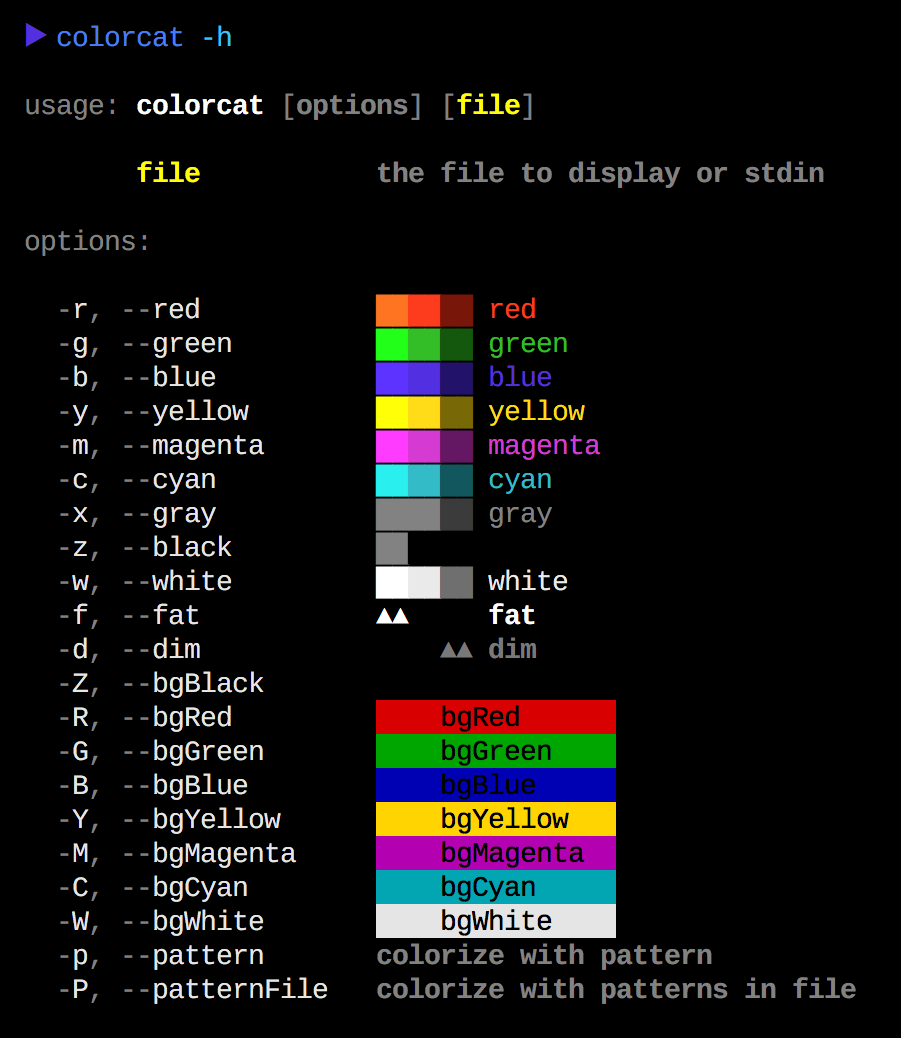 ▶ colorcat -h
usage: colorcat [options] [file]
file the file to display or stdin
options:
-r, --red red
-g, --green green
-b, --blue blue
-y, --yellow yellow
-m, --magenta magenta
-c, --cyan cyan
-x, --gray gray
-z, --black
-w, --white white
-f, --fat ▲▲ fat
-d, --dim ▲▲ dim
-Z, --bgBlack
-R, --bgRed bgRed
-G, --bgGreen bgGreen
-B, --bgBlue bgBlue
-Y, --bgYellow bgYellow
-M, --bgMagenta bgMagenta
-C, --bgCyan bgCyan
-W, --bgWhite bgWhite
-p, --pattern colorize with pattern
-P, --patternFile colorize with patterns in file